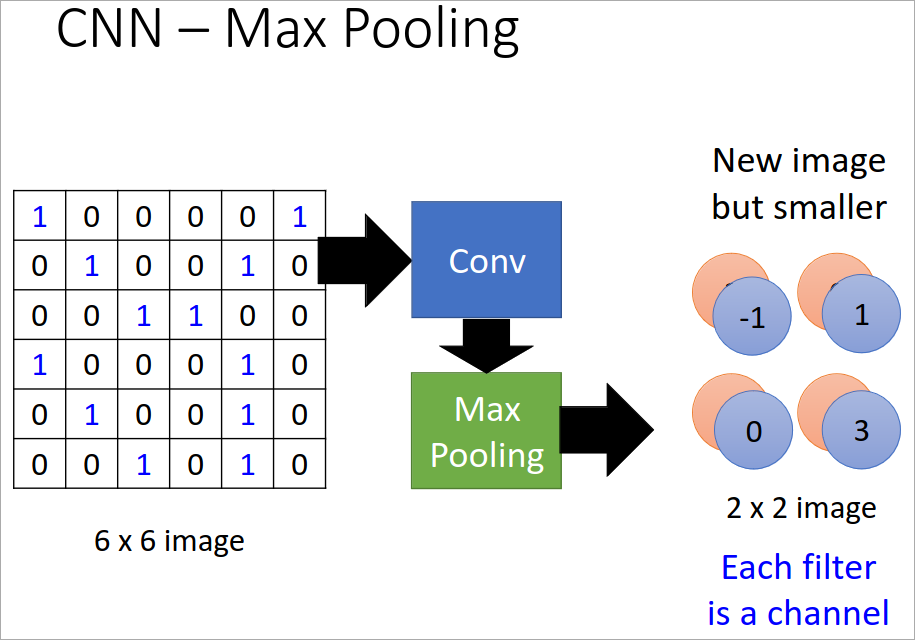 CNN – Max Pooling
1 0 0 0 0 1
0 1 0 0 1 0
0 0 1 1 0 0
1 0 0 0 1 0
0 1 0 0 1 0
0 0 1 0 1 0
6 x 6 image
Conv
Max
Pooling
New image
but smaller
-1 1
0 3
2 x 2 image
Each filter
is a channel